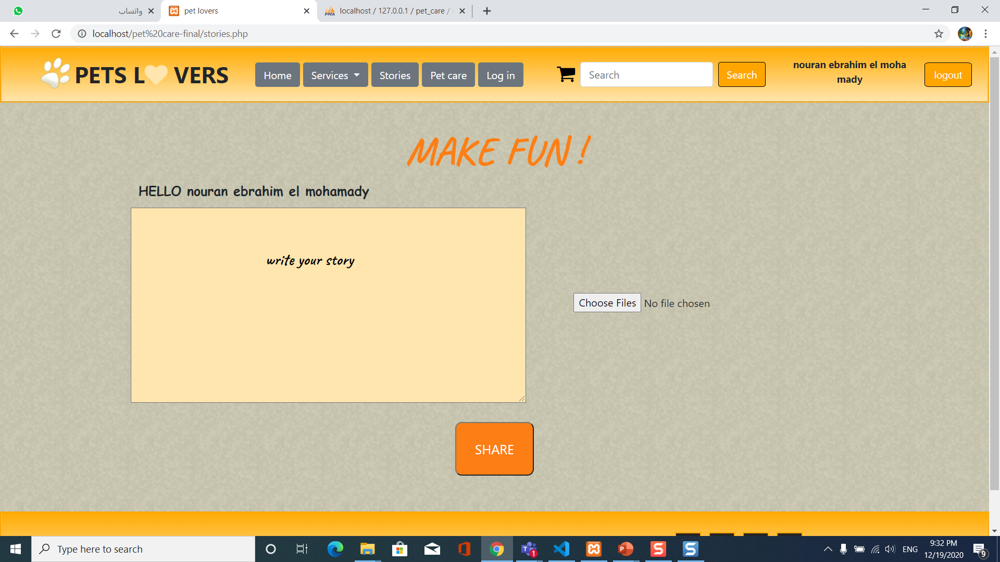 واتساب
pet lovers
localhost / 127.0.0.1 / pet_care /
localhost/pet%20care-final/stories.php
PETS L VERS
Home
Services
Stories
Pet care
Log in
Search
Search
nouran ebrahim el moha
mady
logout
MAKE FUN !
HELLO nouran ebrahim el mohamady
write your story
Choose Files No file chosen
SHARE
Type here to search
ENG
9:32 PM
12/19/2020
1
9